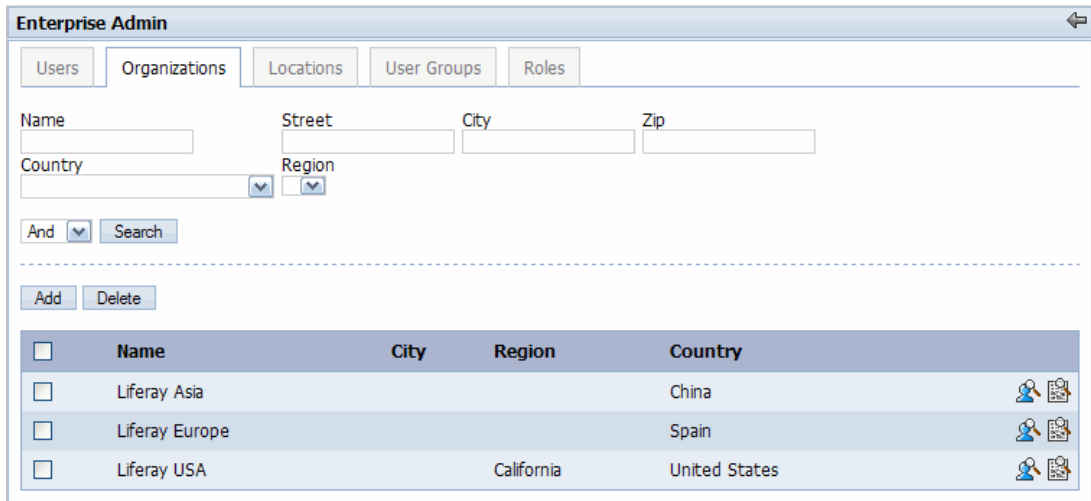 Enterprise Admin
Users Organizations Locations User Groups Roles
Name Street City Zip
Country Region
And Search
Add Delete
Name City Region Country
Liferay Asia China
Liferay Europe Spain
Liferay USA California United States